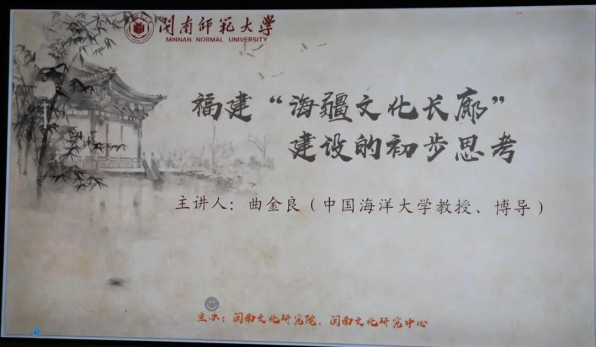 闽南师范大学
MINNAN NORMAL UNIVERSITY
福建“海疆文化长廊”
建设的初步思考
主讲人：曲金良（中国海洋大学教授、博导）
主办：闽南文化研究院、闽南文化研究中心